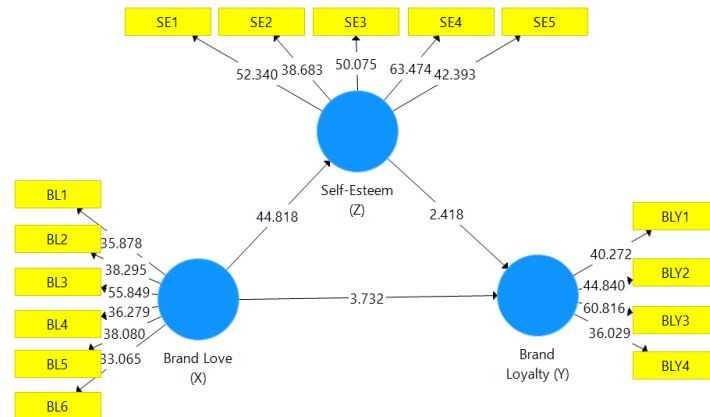 SE1
SE2
SE3
SE4
SE5
52.340
38.683
50.075
63.474
42.393
Self-Esteem
(Z)
BL1
BL2
BL3
BL4
BL5
BL6
35.878
38.295
55.849
36.279
38.080
33.065
44.818
2.418
3.732
Brand Love
(X)
Brand
Loyalty (Y)
40.272
44.840
60.816
36.029
BLY1
BLY2
BLY3
BLY4